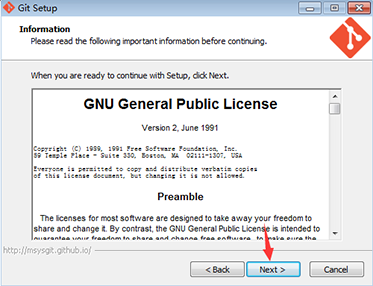 Git Setup
Information
Please read the following important information before continuing.
When you are ready to continue with Setup, click Next.
GNU General Public License
Version 2, June 1991
Copyright (C) 1989, 1991 Free Software Foundation, Inc.
59 Temple Place - Suite 330, Boston, MA  02111-1307, USA
Everyone is permitted to copy and distribute verbatim copies
of this license document, but changing it is not allowed.
Preamble
The licenses for most software are designed to take away your freedom to
share and change it. By contrast, the GNU General Public License is intended to
guarantee your freedom to share and change free software, to make sure the
http://msysgit.github.io/
< Back
Next >
Cancel